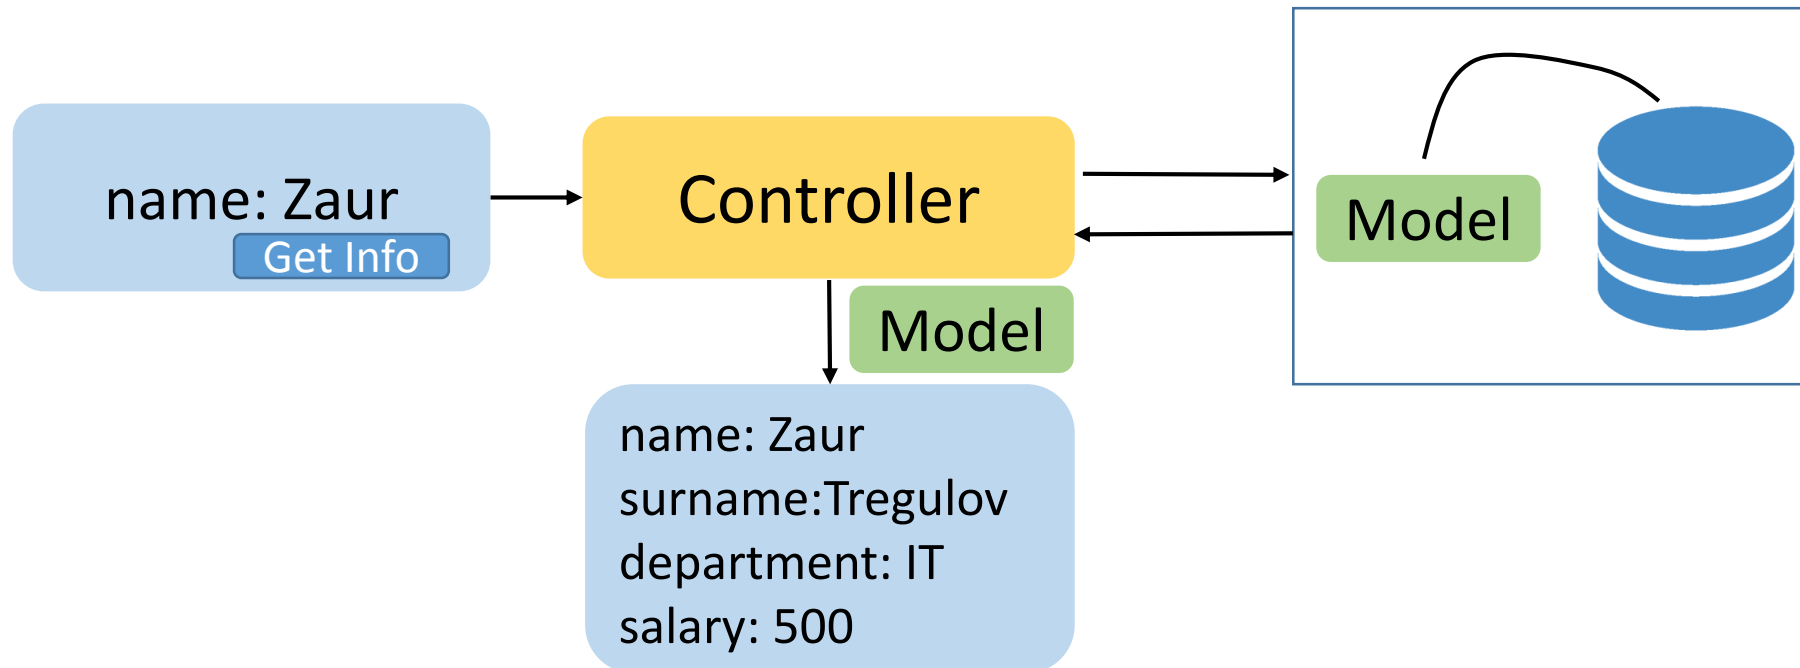 name: Zaur
Get Info
Controller
Model
Model
name: Zaur
surname:Tregulov
department: IT
salary: 500